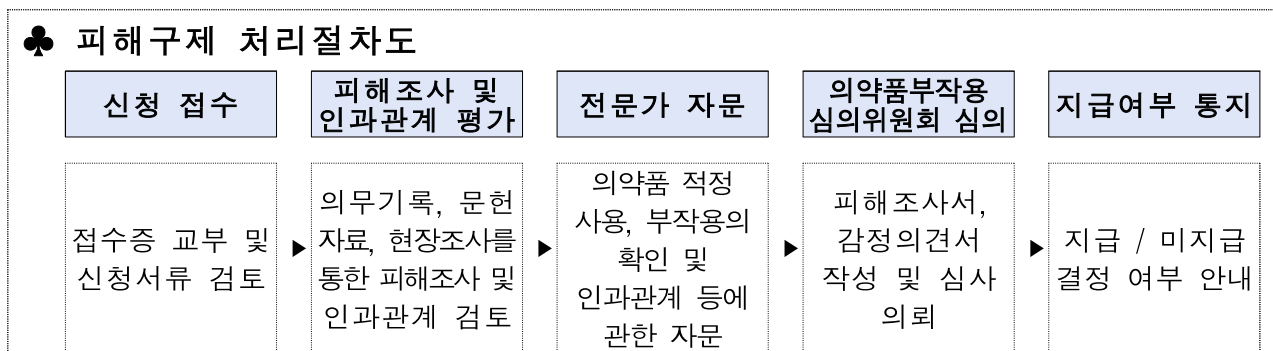 ♣ 피해구제 처리절차도
신청 접수
피해조사 및
인과관계 평가
전문가 자문
의약품부작용
심의위원회 심의
지급여부 통지
접수증 교부 및
신청서류 검토
▶
의무기록, 문헌
자료, 현장조사를
통한 피해조사 및
인과관계 검토
▶
의약품 적정
사용, 부작용의
확인 및
인과관계 등에
관한 자문
▶
피해조사서,
감정의견서
작성 및 심사
의뢰
▶
지급 / 미지급
결정 여부 안내